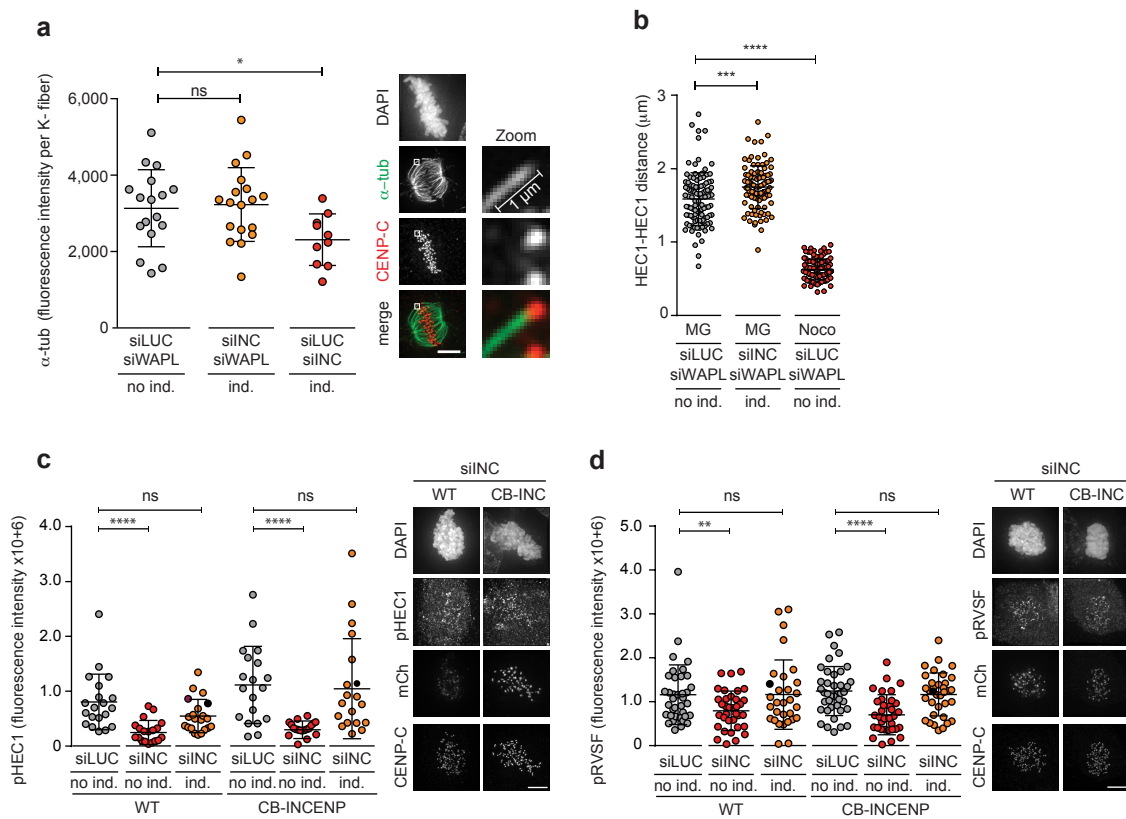 a
α-tub (fluorescence intensity per K- fiber)
6,000
4,000
2,000
0
*
ns
siLUC siINC siLUC
siWAPL siWAPL siINC
no ind. ind. ind.
DAPI
α-tub
CENP-C
merge
Zoom
1 μm
b
HEC1-HEC1 distance (μm)
3
2
1
0
****
***
MG MG Noco
siLUC siINC siLUC
siWAPL siWAPL siWAPL
no ind. ind. no ind.
c
pHEC1 (fluorescence intensity x10+6)
4.0
3.0
2.0
1.0
0
ns ns
**** ****
siLUC siINC siINC siLUC siINC siINC
no ind. no ind. ind. no ind. no ind. ind.
WT CB-INCENP
siINC
WT CB-INC
DAPI
pHEC1
mCh
CENP-C
d
pRVSF (fluorescence intensity x10+6)
5.0
4.0
3.0
2.0
1.0
0
ns ns
** ****
siLUC siINC siINC siLUC siINC siINC
no ind. no ind. ind. no ind. no ind. ind.
WT CB-INCENP
siINC
WT CB-INC
DAPI
pRVSF
mCh
CENP-C